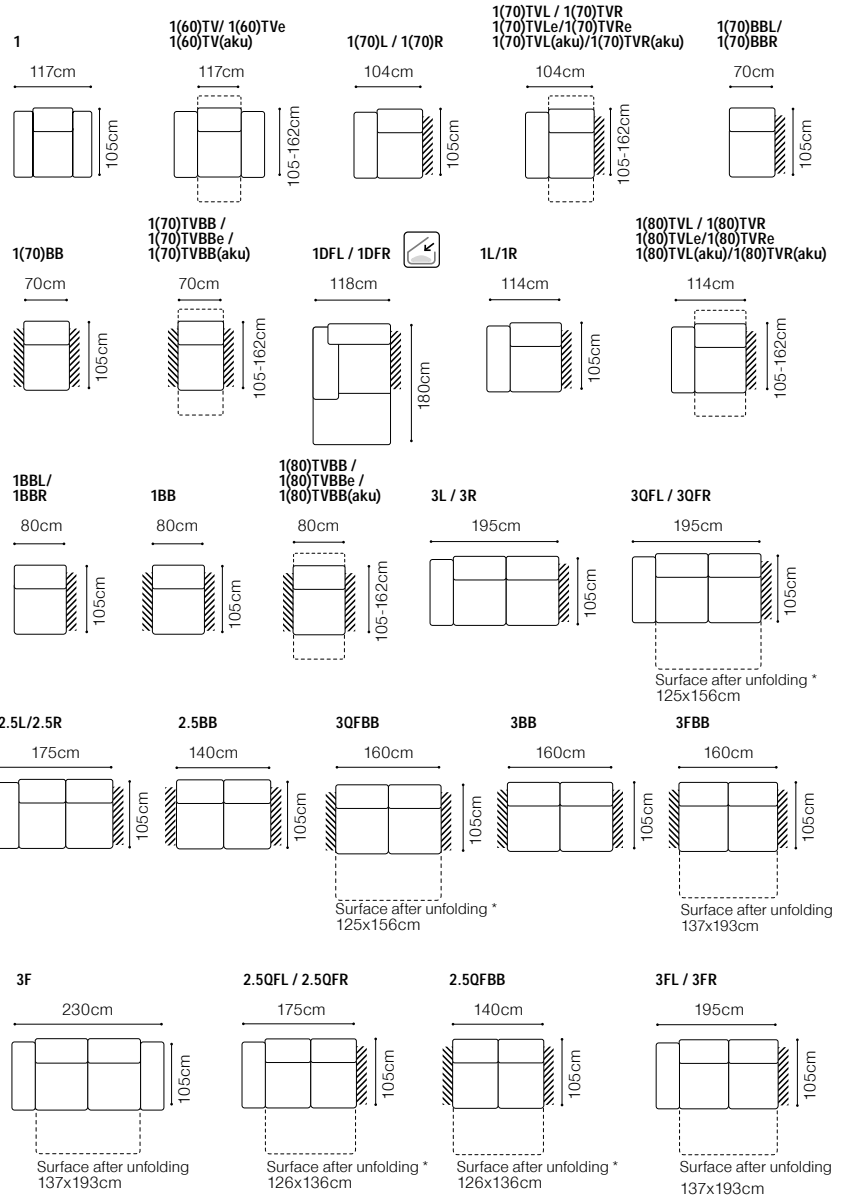 1
117cm
105cm
1(60)TV/ 1(60)TVe
1(60)TV(aku)
117cm
105-162cm
1(70)L / 1(70)R
104cm
105cm
1(70)TVL / 1(70)TVR
1(70)TVLe/1(70)TVRe
1(70)TVL(aku)/1(70)TVR(aku)
104cm
105-162cm
1(70)BBL/
1(70)BBR
70cm
105cm
1(70)BB
70cm
105cm
1(70)TVBB /
1(70)TVBBe /
1(70)TVBB(aku)
70cm
105-162cm
1DFL / 1DFR
118cm
180cm
1L/1R
114cm
105cm
1(80)TVL / 1(80)TVR
1(80)TVLe/1(80)TVRe
1(80)TVL(aku)/1(80)TVR(aku)
114cm
105-162cm
1BBL/
1BBR
80cm
105cm
1BB
80cm
105cm
1(80)TVBB /
1(80)TVBBe /
1(80)TVBB(aku)
80cm
105-162cm
3L / 3R
195cm
105cm
3QFL / 3QFR
195cm
105cm
Surface after unfolding *
125x156cm
2.5L/2.5R
175cm
105cm
2.5BB
140cm
105cm
3QFBB
160cm
105cm
Surface after unfolding *
125x156cm
3BB
160cm
105cm
3FBB
160cm
105cm
Surface after unfolding
137x193cm
3F
230cm
105cm
Surface after unfolding
137x193cm
2.5QFL / 2.5QFR
175cm
105cm
Surface after unfolding *
126x136cm
2.5QFBB
140cm
105cm
Surface after unfolding *
126x136cm
3FL / 3FR
195cm
105cm
Surface after unfolding
137x193cm